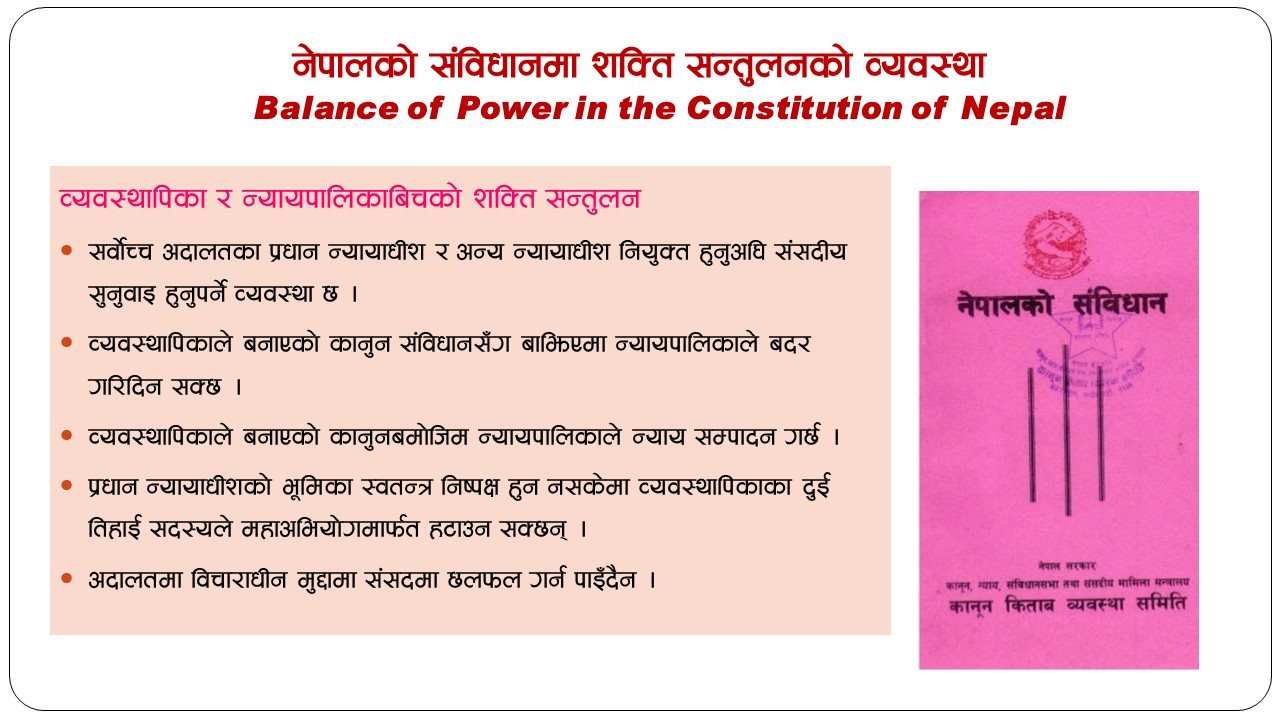 नेपालको संविधानमा शक्ति सन्तुलनको व्यवस्था
Balance of Power in the Constitution of Nepal
व्यवस्थापिका र न्यायपालिकाबिचको शक्ति सन्तुलन
• सर्वोच्च अदालतका प्रधान न्यायाधीश र अन्य न्यायाधीश नियुक्त हुनुअघि संसदीय
सुनुवाइ हुनुपर्ने व्यवस्था छ ।
• व्यवस्थापिकाले बनाएको कानुन संविधानसँग बाझिएमा न्यायपालिकाले बदर
गरिदिन सक्छ ।
• व्यवस्थापिकाले बनाएको कानुनबमोजिम न्यायपालिकाले न्याय सम्पादन गर्छ ।
• प्रधान न्यायाधीशको भूमिका स्वतन्त्र निष्पक्ष हुन नसकेमा व्यवस्थापिकाका दुई
तिहाई सदस्यले महाअभियोगमार्फत हटाउन सक्छन् ।
• अदालतमा विचाराधीन मुद्दामा संसदमा छलफल गर्न पाइँदैन ।
नेपालको संविधान
नेपाल सरकार
कानून, न्याय, संविधानसभा तथा संसदीय मामिला मन्त्रालय
कानून किताब व्यवस्था समिति